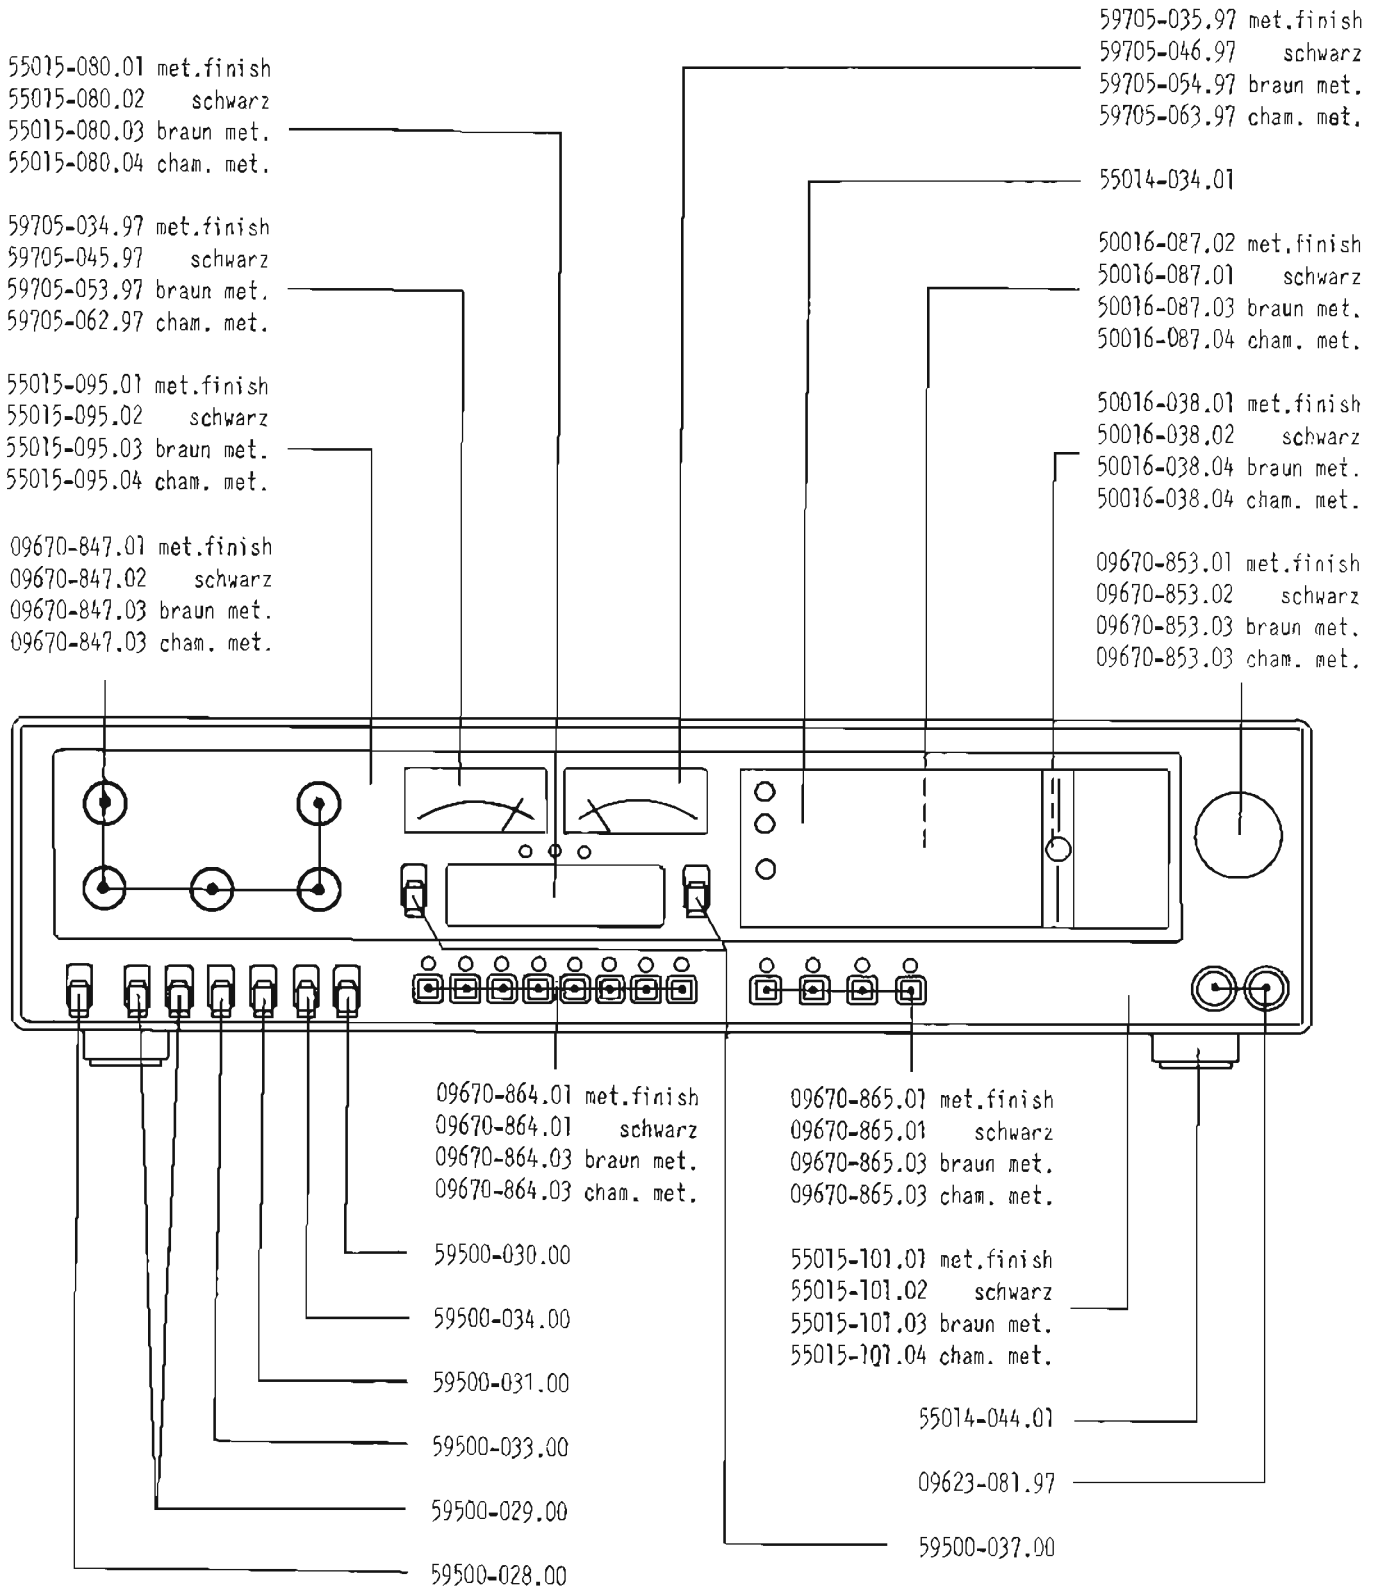 55015-080.01 met.finish
55015-080.02 schwarz
55015-080.03 braun met.
55015-080.04 cham. met.
59705-034.97 met.finish
59705-045.97 schwarz
59705-053.97 braun met.
59705-062.97 cham. met.
55015-095.01 met.finish
55015-095.02 schwarz
55015-095.03 braun met.
55015-095.04 cham. met.
09670-847.01 met.finish
09670-847.02 schwarz
09670-847.03 braun met.
09670-847.03 cham. met.
59705-035.97 met.finish
59705-046.97 schwarz
59705-054.97 braun met.
59705-063.97 cham. met.
55014-034.01
50016-087.02 met.finish
50016-087.01 schwarz
50016-087.03 braun met.
50016-087.04 cham. met.
50016-038.01 met.finish
50016-038.02 schwarz
50016-038.04 braun met.
50016-038.04 cham. met.
09670-853.01 met.finish
09670-853.02 schwarz
09670-853.03 braun met.
09670-853.03 cham. met.
09670-864.01 met.finish
09670-864.01 schwarz
09670-864.03 braun met.
09670-864.03 cham. met.
59500-030.00
59500-034.00
59500-031.00
59500-033.00
59500-029.00
59500-028.00
09670-865.01 met.finish
09670-865.01 schwarz
09670-865.03 braun met.
09670-865.03 cham. met.
55015-101.01 met.finish
55015-101.02 schwarz
55015-101.03 braun met.
55015-101.04 cham. met.
55014-044.01
09623-081.97
59500-037.00